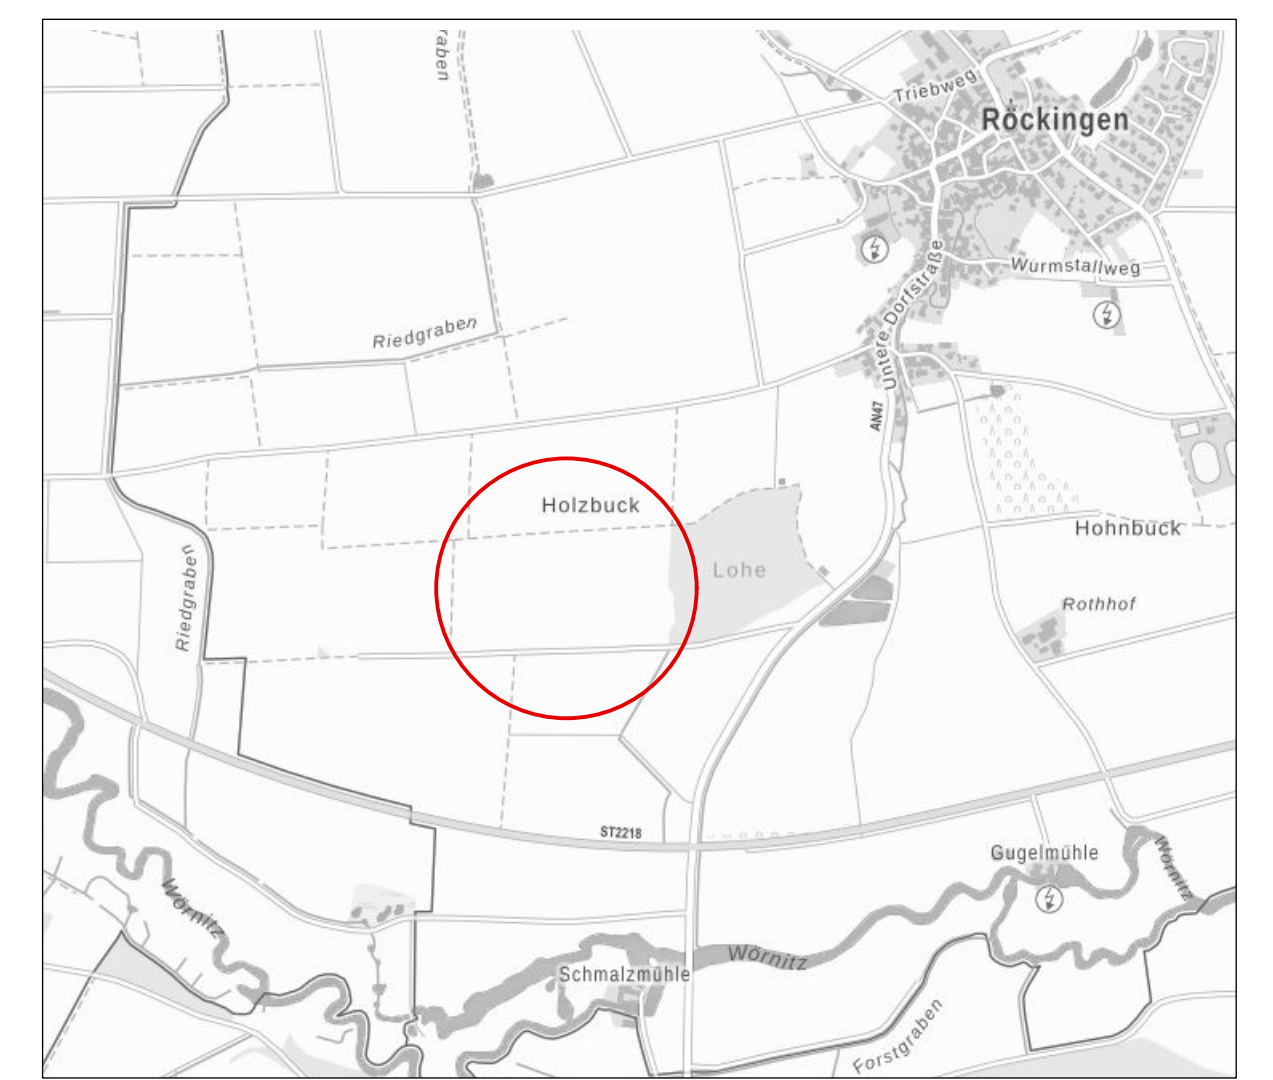 raben
Triebweg
Röckingen
Wurmstallweg
Untere Dorfstraße
Riedgraben
AN47
Holzbuck
Hohnbuck
Lohe
Riedgraben
Rothhof
ST2218
Gugelmühle
Wörnitz
Wörnitz
Wörnitz
Schmalzmühle
Forstgraben